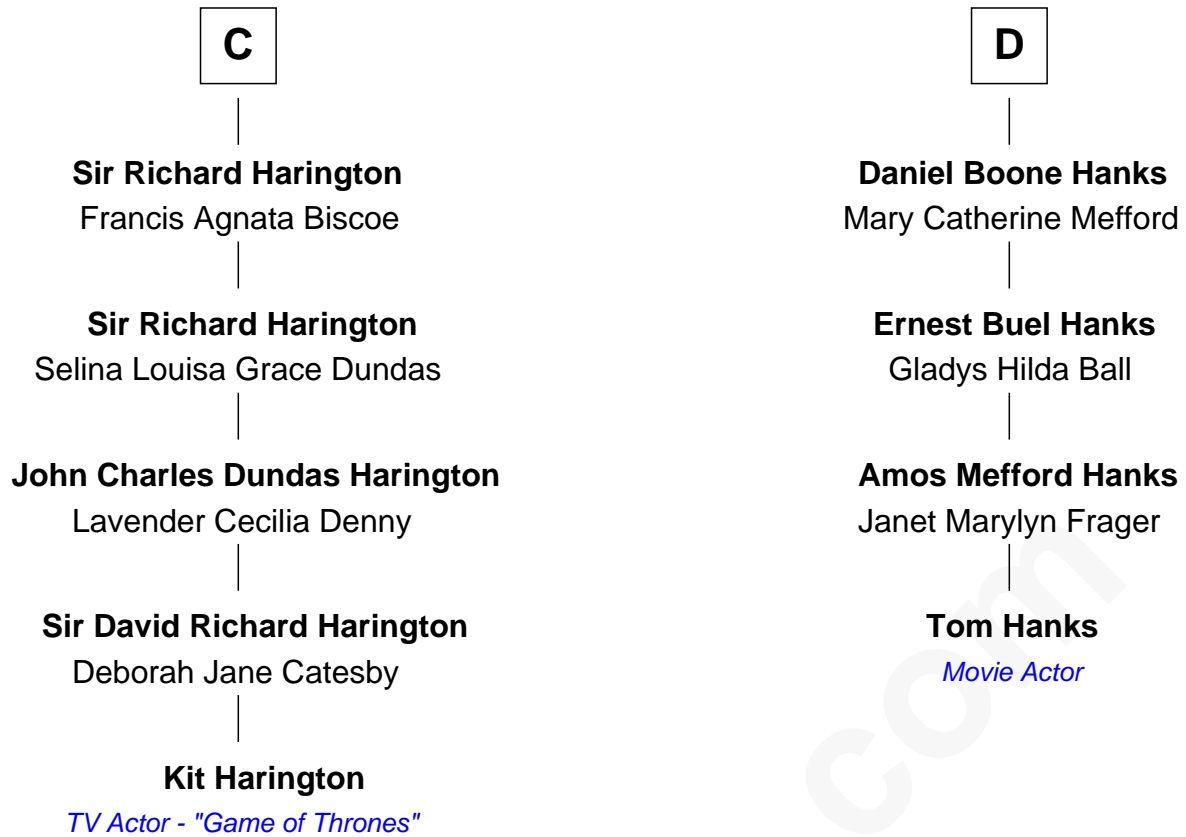 C
Sir Richard Harington
Francis Agnata Biscoe
Sir Richard Harington
Selina Louisa Grace Dundas
John Charles Dundas Harington
Lavender Cecilia Denny
Sir David Richard Harington
Deborah Jane Catesby
Kit Harington
TV Actor - "Game of Thrones"
D
Daniel Boone Hanks
Mary Catherine Mefford
Ernest Buel Hanks
Gladys Hilda Ball
Amos Mefford Hanks
Janet Marylyn Frager
Tom Hanks
Movie Actor
com